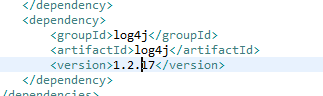 </dependency>
<dependency>
<groupId>log4j</groupId>
<artifactId>log4j</artifactId>
<version>1.2.17</version>
</dependency>
</dependencies>